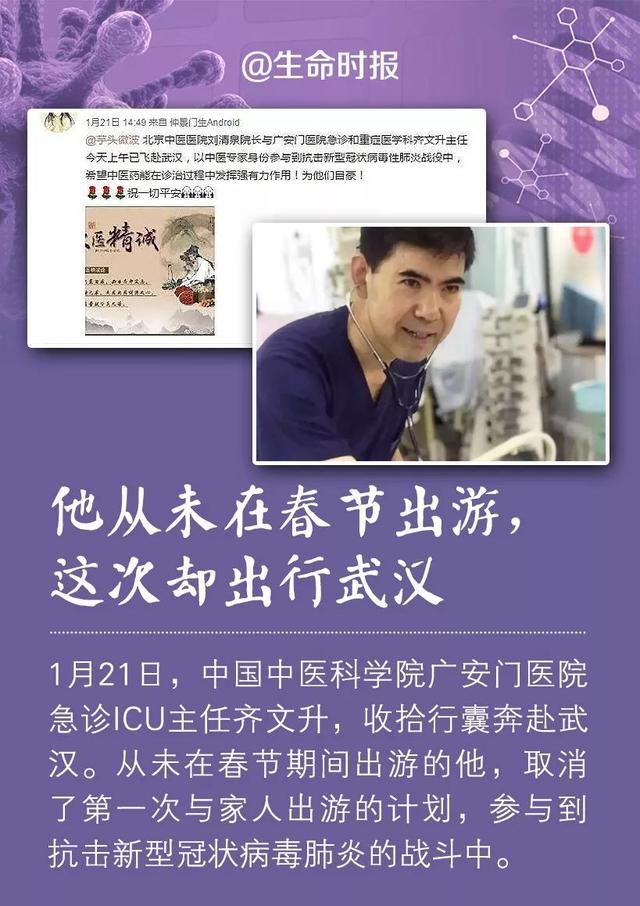 @生命时报
1月21日 14:49 来自 仲景门生Android
@芋头微波 北京中医医院刘清泉院长与广安门医院急诊和重症医学科齐文升主任
今天上午已飞赴武汉，以中医专家身份参与到抗击新型冠状病毒性肺炎战役中，
希望中医药能在诊治过程中发挥强有力作用！为他们自豪！
祝一切平安
医精诚
他从未在春节出游，
这次却出行武汉
1月21日，中国中医科学院广安门医院
急诊ICU主任齐文升，收拾行囊奔赴武
汉。从未在春节期间出游的他，取消
了第一次与家人出游的计划，参与到
抗击新型冠状病毒肺炎的战斗中。